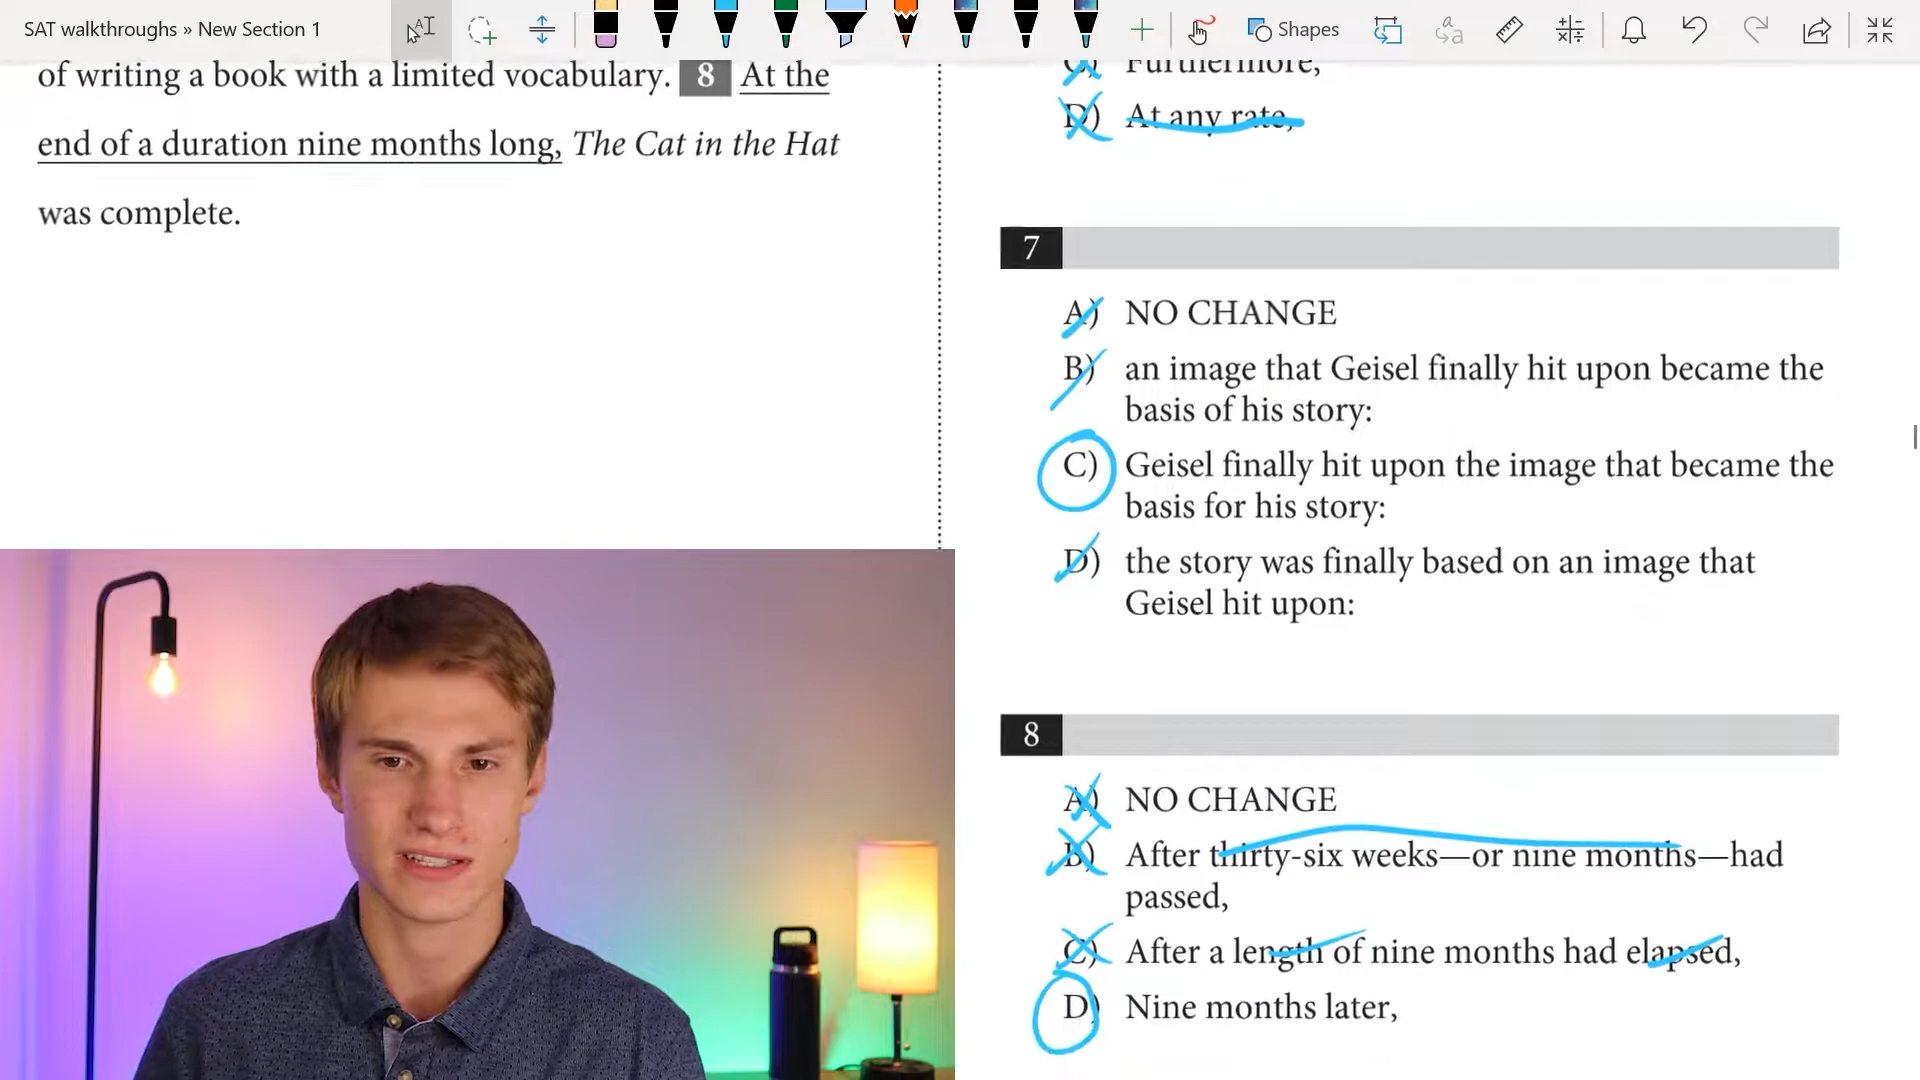 SAT walkthroughs » New Section 1
Shapes
of writing a book with a limited vocabulary. 8 At the
end of a duration nine months long, The Cat in the Hat
was complete.
C) Furthermore,
D) At any rate,
7
A) NO CHANGE
B) an image that Geisel finally hit upon became the
basis of his story:
C) Geisel finally hit upon the image that became the
basis for his story:
D) the story was finally based on an image that
Geisel hit upon:
8
A) NO CHANGE
B) After thirty-six weeks—or nine months—had
passed,
C) After a length of nine months had elapsed,
D) Nine months later,